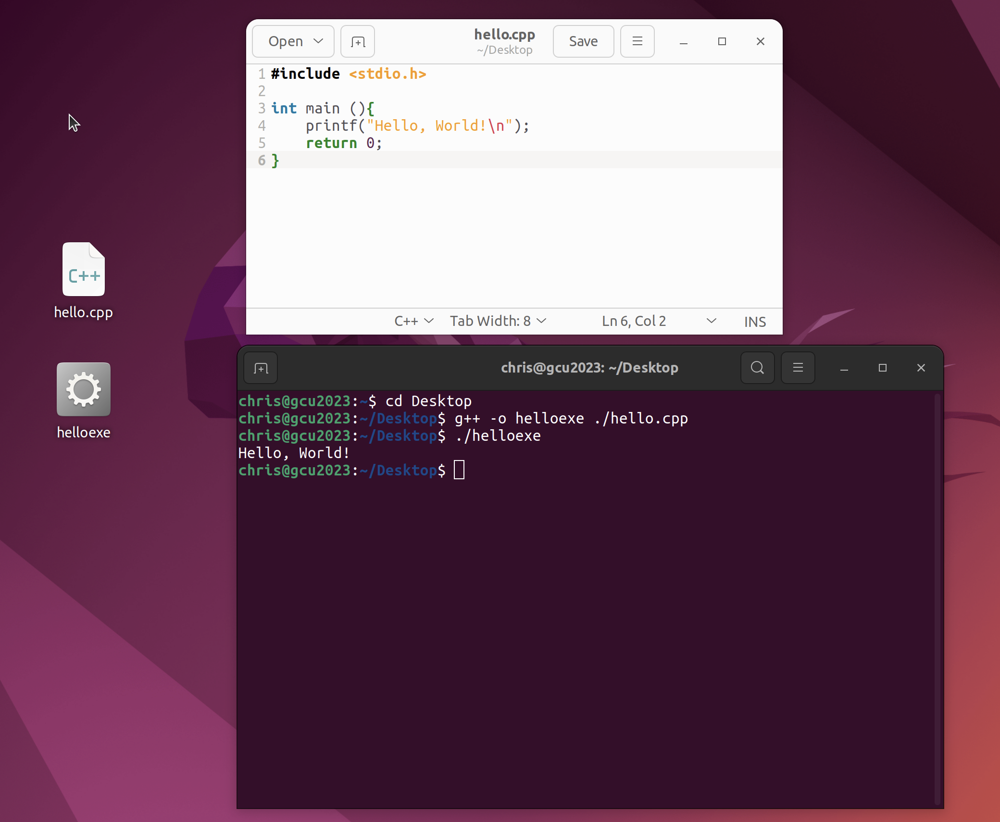 Open
hello.cpp
~/Desktop
Save
1 #include <stdio.h>
2
3 int main (){
4     printf("Hello, World!\n");
5     return 0;
6 }
C++
Tab Width: 8
Ln 6, Col 2
INS
C++
hello.cpp
helloexe
chris@gcu2023: ~/Desktop
chris@gcu2023:~$ cd Desktop
chris@gcu2023:~/Desktop$ g++ -o helloexe ./hello.cpp
chris@gcu2023:~/Desktop$ ./helloexe
Hello, World!
chris@gcu2023:~/Desktop$